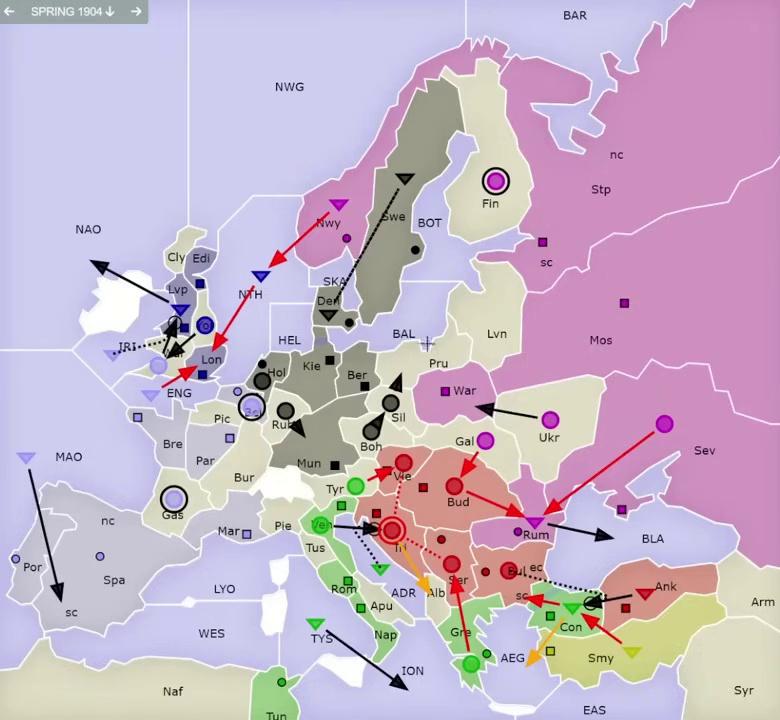 ← SPRING 1904 ↓ →
BAR
NWG
nc
Stp
Fin
NAO
Nwy
Swe
BOT
Cly
Edi
sc
SKA
Lvp
NTH
Den
Mos
IRI
Lon
HEL
BAL
Lvn
Hol
Kie
Ber
Pru
War
ENG
Bel
Pic
Ruh
Sil
Ukr
Bre
Boh
Gal
Sev
MAO
Par
Mun
Vie
Bur
Tyr
Bud
Gas
nc
Mar
Pie
Ven
Tri
Rum
BLA
Tus
Por
Spa
Ser
Bul
ec
LYO
Rom
ADR
Alb
sc
Ank
Apu
Arm
sc
Con
WES
TYS
Nap
Gre
AEG
Smy
ION
Naf
Syr
Tun
EAS